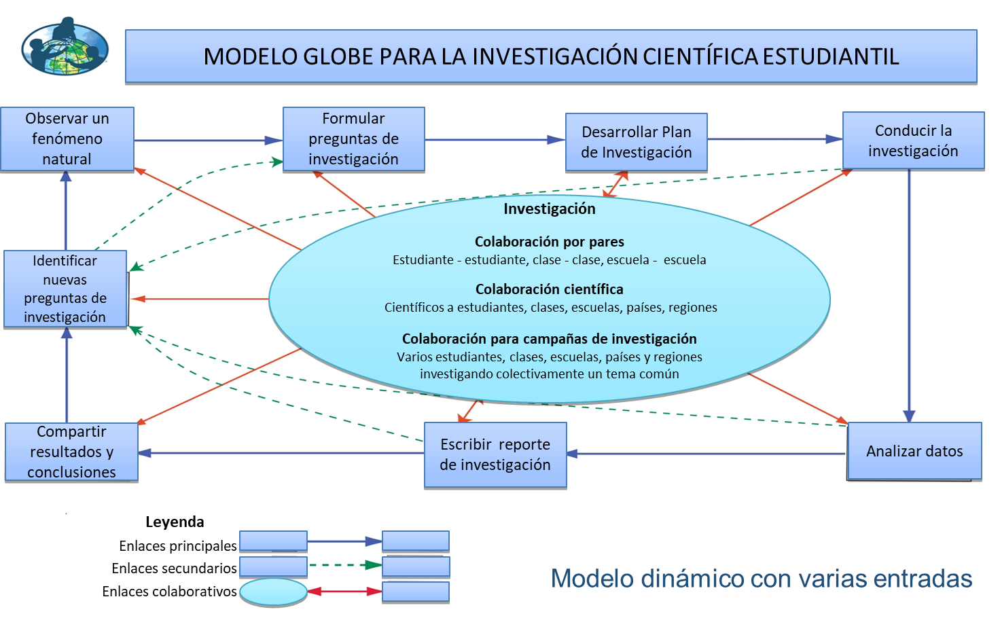 MODELO GLOBE PARA LA INVESTIGACIÓN CIENTÍFICA ESTUDIANTIL
Observar un
fenómeno
natural
Formular
preguntas de
investigación
Desarrollar Plan
de Investigación
Conducir la
investigación
Investigación
Colaboración por pares
Estudiante - estudiante, clase - clase, escuela - escuela
Colaboración científica
Científicos a estudiantes, clases, escuelas, países, regiones
Colaboración para campañas de investigación
Varios estudiantes, clases, escuelas, países y regiones
investigando colectivamente un tema común
Identificar
nuevas
preguntas de
investigación
Compartir
resultados y
conclusiones
Escribir reporte
de investigación
Analizar datos
Leyenda
Enlaces principales
Enlaces secundarios
Enlaces colaborativos
Modelo dinámico con varias entradas